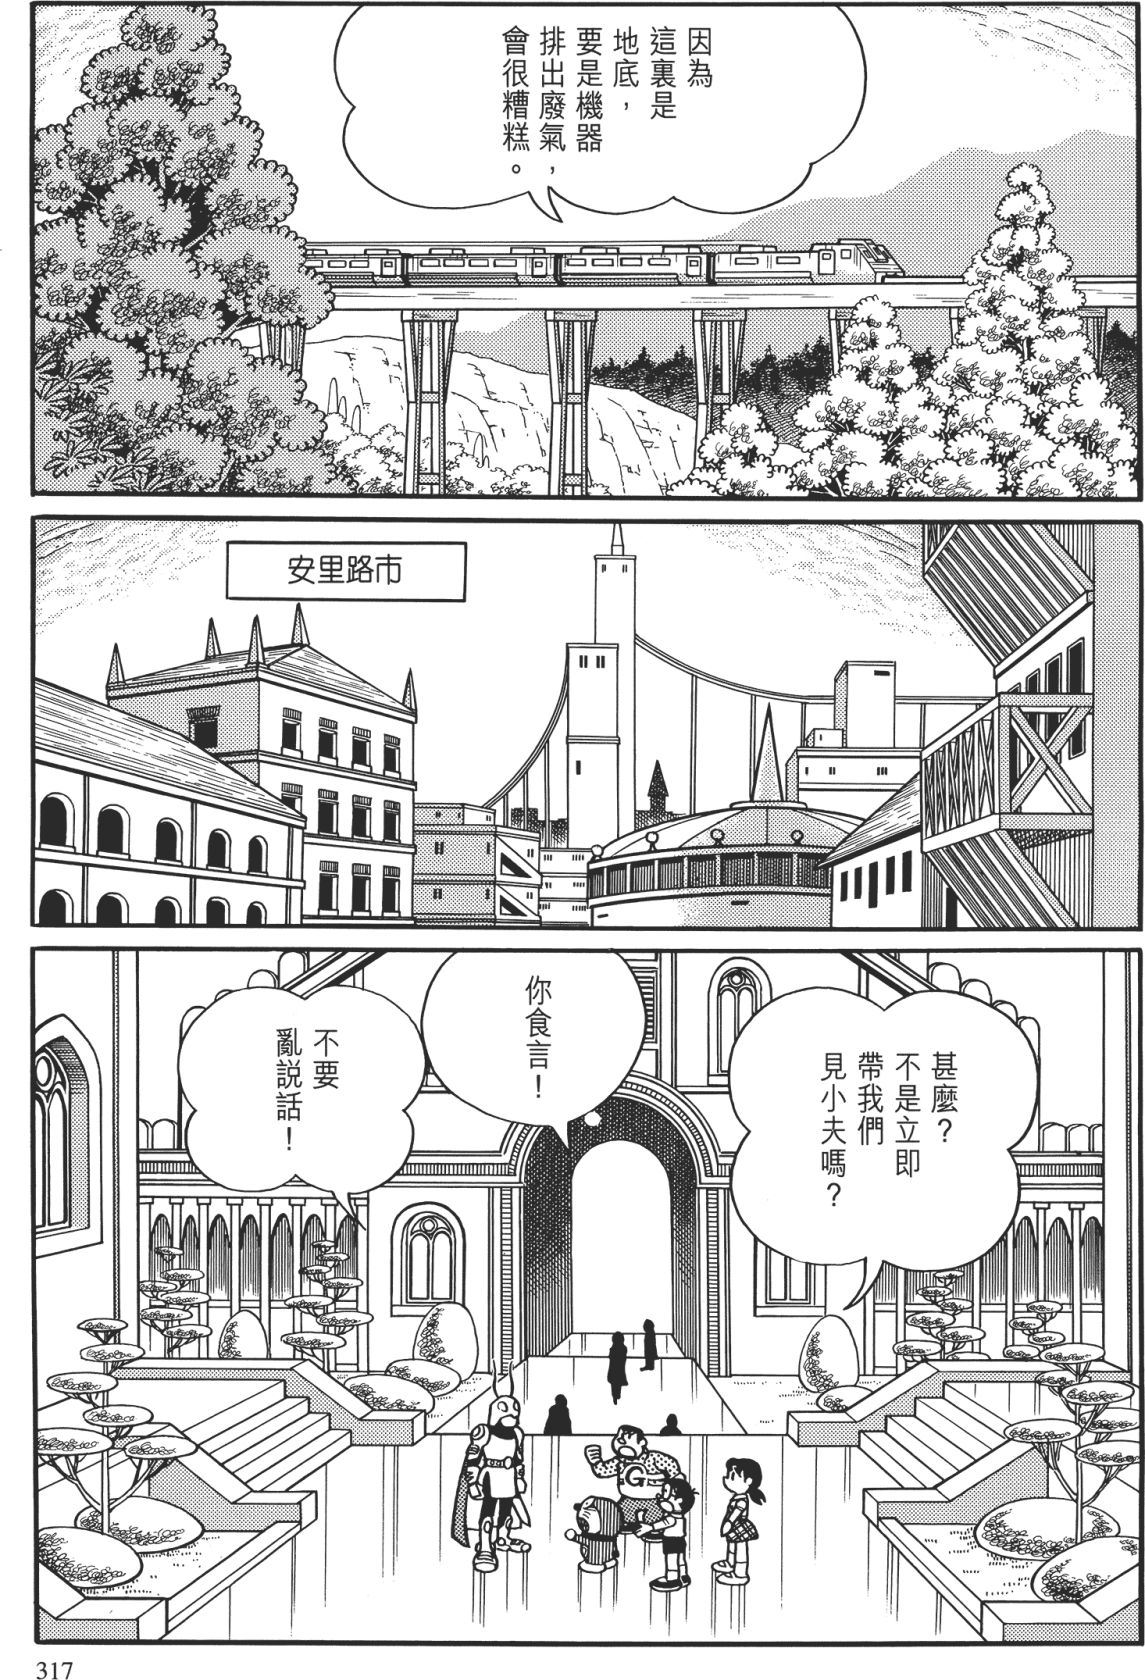 因為
這裏是
地底，
要是機器
排出廢氣，
會很糟糕。
安里路市
甚麼？
不是立即
帶我們
見小夫嗎？
你食言！
不要
亂説話！
G
317